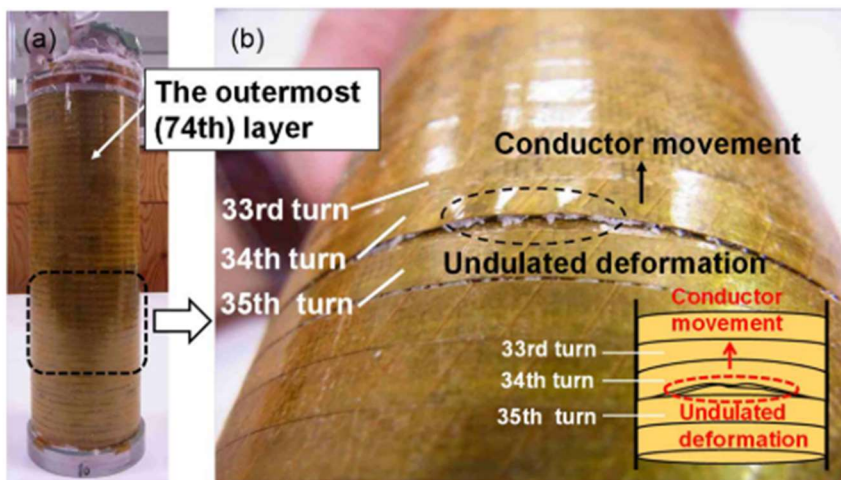 (a)
The outermost
(74th) layer
(b)
Conductor movement
33rd turn
34th turn
Undulated deformation
35th  turn
Conductor
movement
33rd turn
34th turn
35th  turn
Undulated
deformation